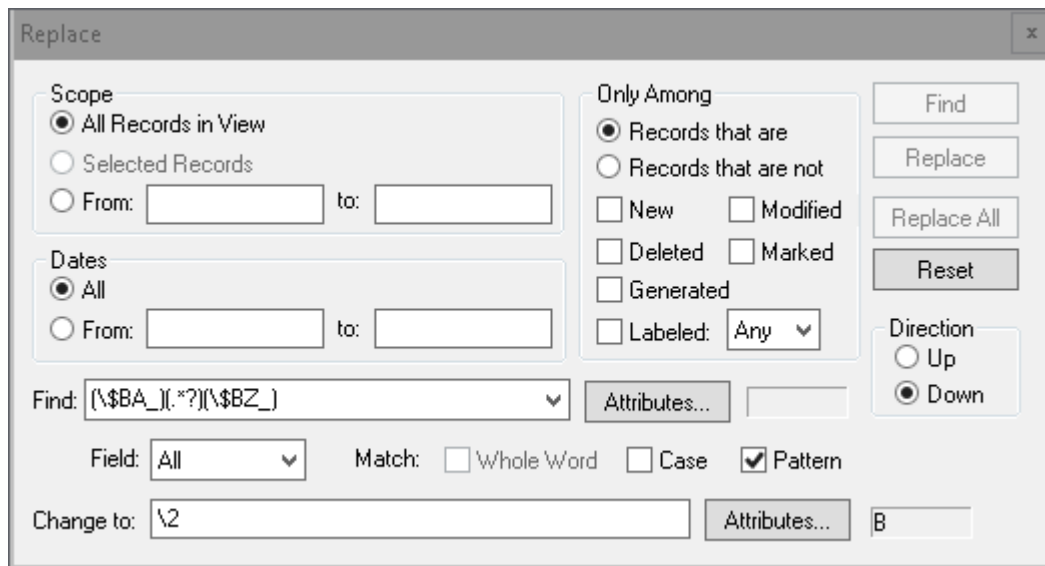 Replace
x
Scope
All Records in View
Selected Records
From: to:
Dates
All
From: to:
Only Among
Records that are
Records that are not
New Modified
Deleted Marked
Generated
Labeled: Any
Find
Replace
Replace All
Reset
Direction
Up
Down
Find: (\$BA_)(.*?)(\$BZ_) Attributes...
Field: All Match: Whole Word Case Pattern
Change to: \2 Attributes... B